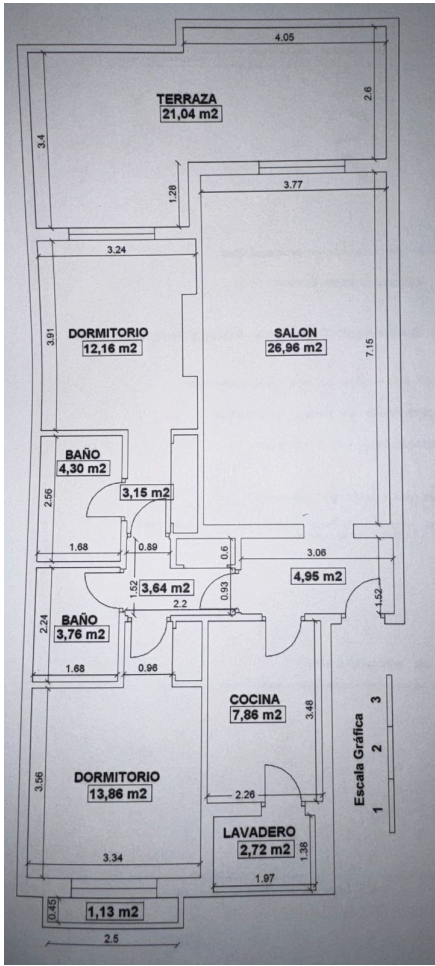 4.05
TERRAZA
21,04 m2
3.4
2.6
1.28
3.77
3.24
DORMITORIO
12,16 m2
3.91
SALON
26,96 m2
7.15
BAÑO
4,30 m2
3,15 m2
2.56
1.68
0.89
0.6
3.06
3,64 m2
4,95 m2
1.52
0.93
1.52
2.2
2.24
BAÑO
3,76 m2
1.68
0.96
COCINA
7,86 m2
3.48
Escala Gráfica
1 2 3
DORMITORIO
13,86 m2
3.56
2.26
LAVADERO
2,72 m2
1.38
3.34
1.97
0.45
1,13 m2
2.5